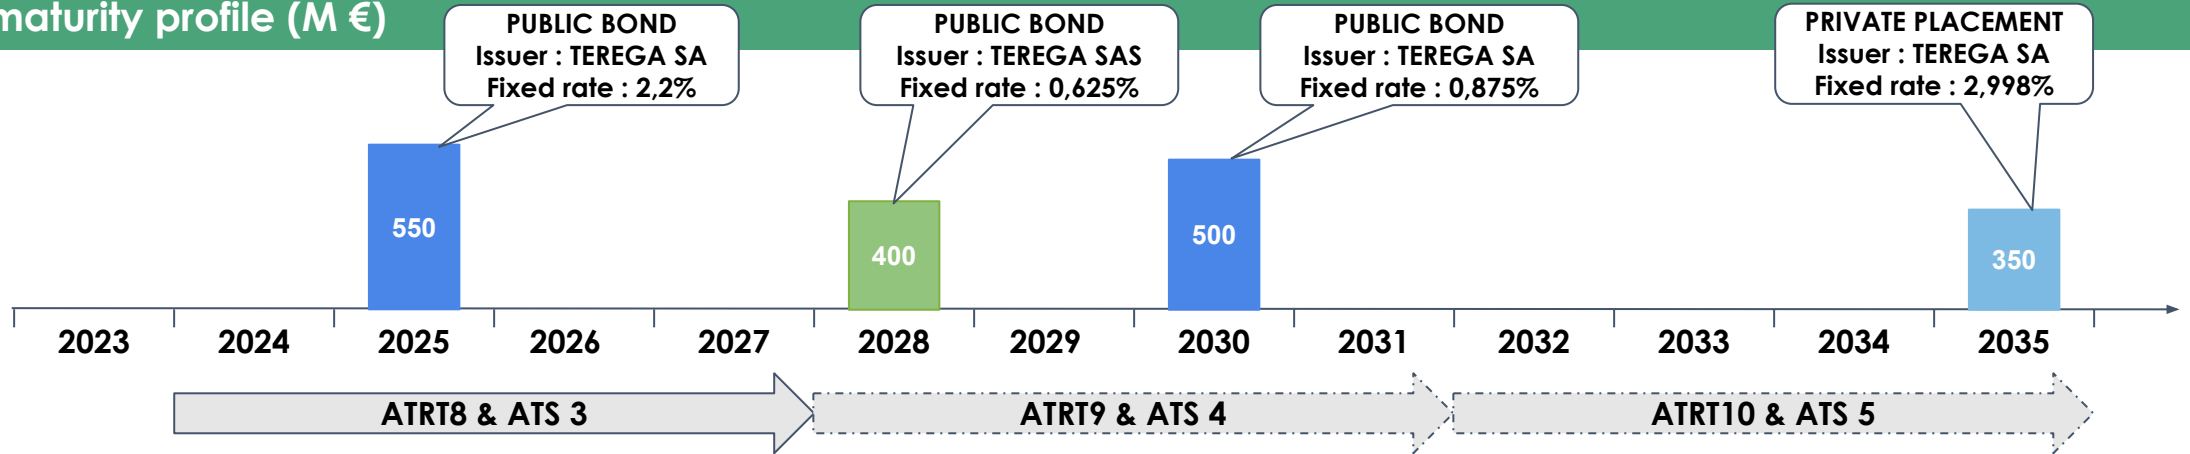 maturity profile (M €)
PUBLIC BOND
Issuer : TEREGA SA
Fixed rate : 2,2%
PUBLIC BOND
Issuer : TEREGA SAS
Fixed rate : 0,625%
PUBLIC BOND
Issuer : TEREGA SA
Fixed rate : 0,875%
PRIVATE PLACEMENT
Issuer : TEREGA SA
Fixed rate : 2,998%
550
400
500
350
2023 2024 2025 2026 2027 2028 2029 2030 2031 2032 2033 2034 2035
ATRT8 & ATS 3
ATRT9 & ATS 4
ATRT10 & ATS 5